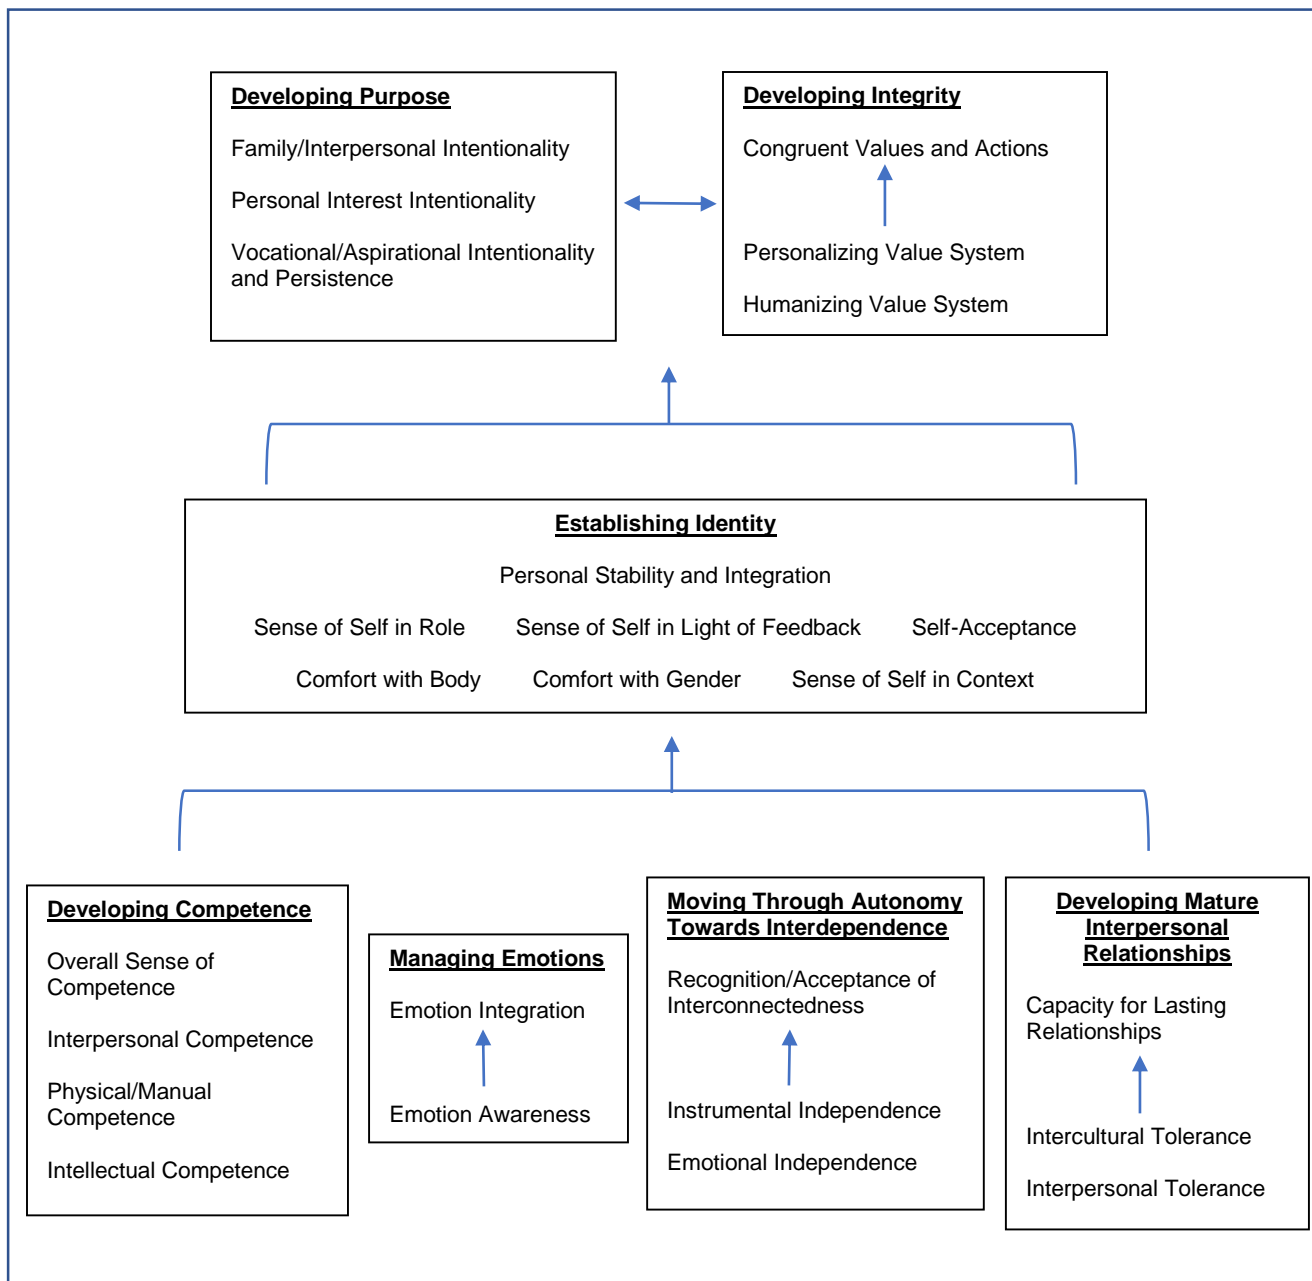 Developing Purpose
Family/Interpersonal Intentionality
Personal Interest Intentionality
Vocational/Aspirational Intentionality
and Persistence
Developing Integrity
Congruent Values and Actions
Personalizing Value System
Humanizing Value System
Establishing Identity
Personal Stability and Integration
Sense of Self in Role Sense of Self in Light of Feedback Self-Acceptance
Comfort with Body Comfort with Gender Sense of Self in Context
Developing Competence
Overall Sense of
Competence
Interpersonal Competence
Physical/Manual
Competence
Intellectual Competence
Managing Emotions
Emotion Integration
Emotion Awareness
Moving Through Autonomy
Towards Interdependence
Recognition/Acceptance of
Interconnectedness
Instrumental Independence
Emotional Independence
Developing Mature
Interpersonal
Relationships
Capacity for Lasting
Relationships
Intercultural Tolerance
Interpersonal Tolerance